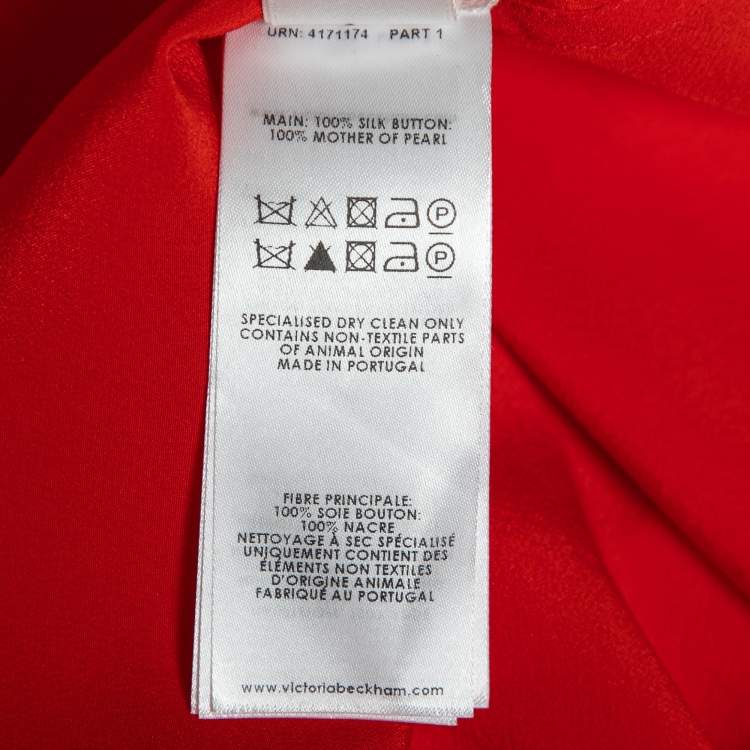 URN: 4171174 PART 1
MAIN: 100% SILK BUTTON:
100% MOTHER OF PEARL
P
P
SPECIALISED DRY CLEAN ONLY
CONTAINS NON-TEXTILE PARTS
OF ANIMAL ORIGIN
MADE IN PORTUGAL
FIBRE PRINCIPALE:
100% SOIE BOUTON:
100% NACRE
NETTOYAGE À SEC SPÉCIALISÉ
UNIQUEMENT CONTIENT DES
ÉLÉMENTS NON TEXTILES
D'ORIGINE ANIMALE
FABRIQUÉ AU PORTUGAL
www.victoriabeckham.com